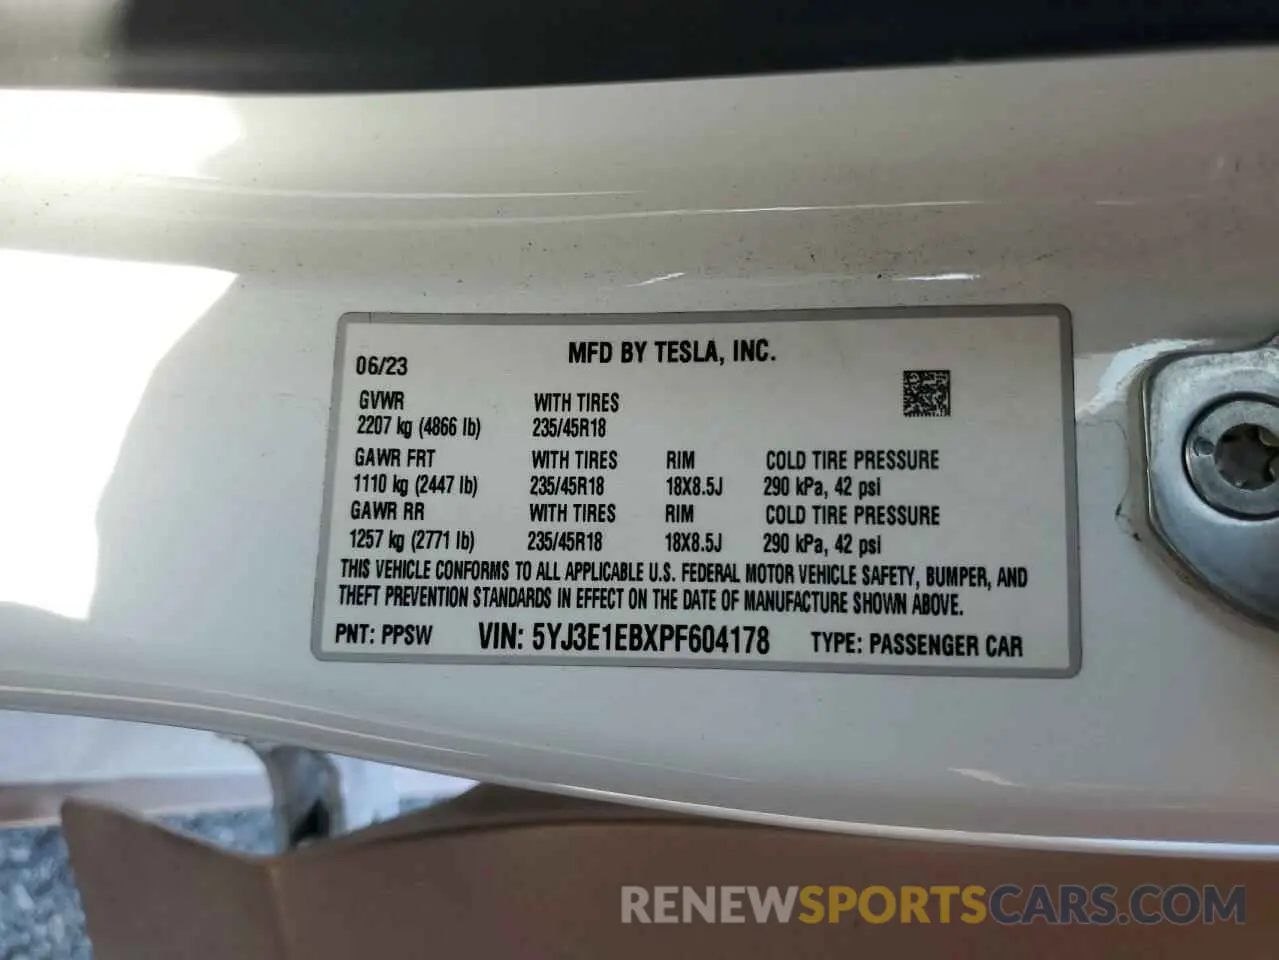 06/23 MFD BY TESLA, INC.
GVWR WITH TIRES
2207 kg (4866 lb) 235/45R18
GAWR FRT WITH TIRES RIM COLD TIRE PRESSURE
1110 kg (2447 lb) 235/45R18 18X8.5J 290 kPa, 42 psi
GAWR RR WITH TIRES RIM COLD TIRE PRESSURE
1257 kg (2771 lb) 235/45R18 18X8.5J 290 kPa, 42 psi
THIS VEHICLE CONFORMS TO ALL APPLICABLE U.S. FEDERAL MOTOR VEHICLE SAFETY, BUMPER, AND
THEFT PREVENTION STANDARDS IN EFFECT ON THE DATE OF MANUFACTURE SHOWN ABOVE.
PNT: PPSW VIN: 5YJ3E1EBXPF604178 TYPE: PASSENGER CAR
RENEWSPORTSCARS.COM